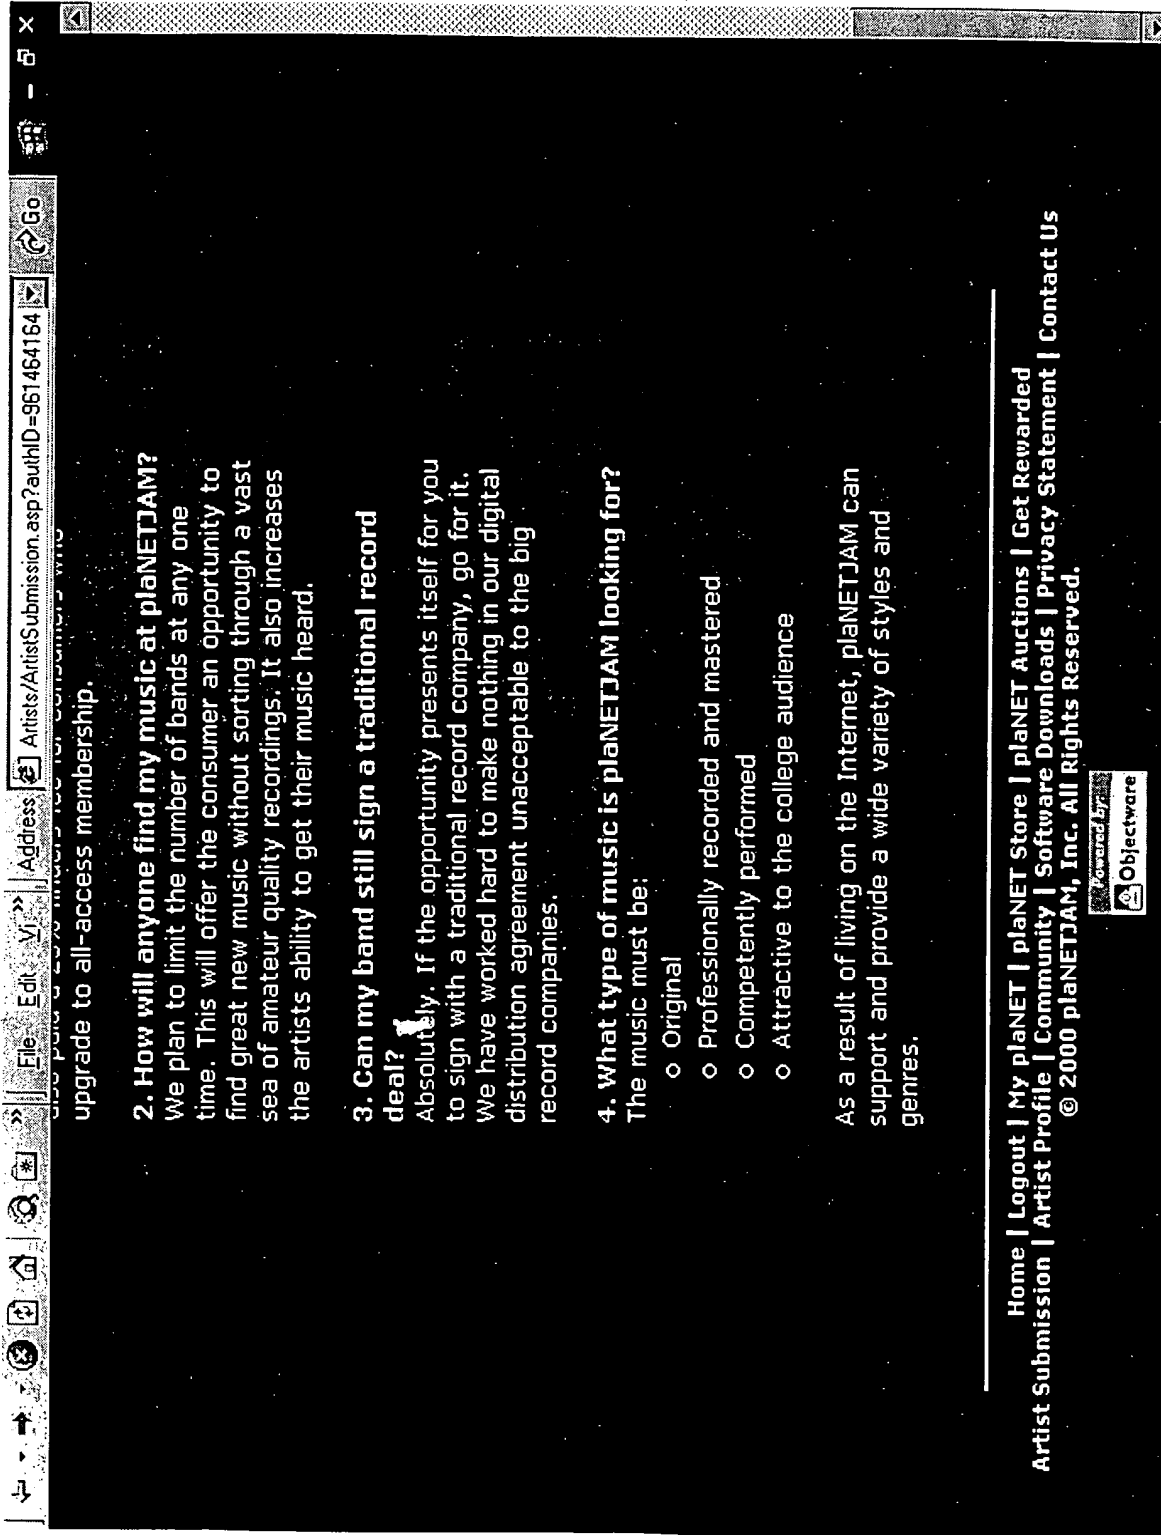 File Edit Vi » Address Artists/ArtistSubmission.asp?authID=961464164 Go
upgrade to all-access membership.
2. How will anyone find my music at plaNETJAM?
We plan to limit the number of bands at any one
time. This will offer the consumer an opportunity to
find great new music without sorting through a vast
sea of amateur quality recordings. It also increases
the artists ability to get their music heard.
3. Can my band still sign a traditional record
deal?
Absolutely. If the opportunity presents itself for you
to sign with a traditional record company, go for it.
We have worked hard to make nothing in our digital
distribution agreement unacceptable to the big
record companies.
4. What type of music is plaNETJAM looking for?
The music must be:
o Original
o Professionally recorded and mastered
o Competently performed
o Attractive to the college audience
As a result of living on the Internet, plaNETJAM can
support and provide a wide variety of styles and
genres.
Home | Logout | My plaNET | plaNET Store | plaNET Auctions | Get Rewarded
Artist Submission | Artist Profile | Community | Software Downloads | Privacy Statement | Contact Us
© 2000 plaNETJAM, Inc. All Rights Reserved.
Powered by:
Objectware